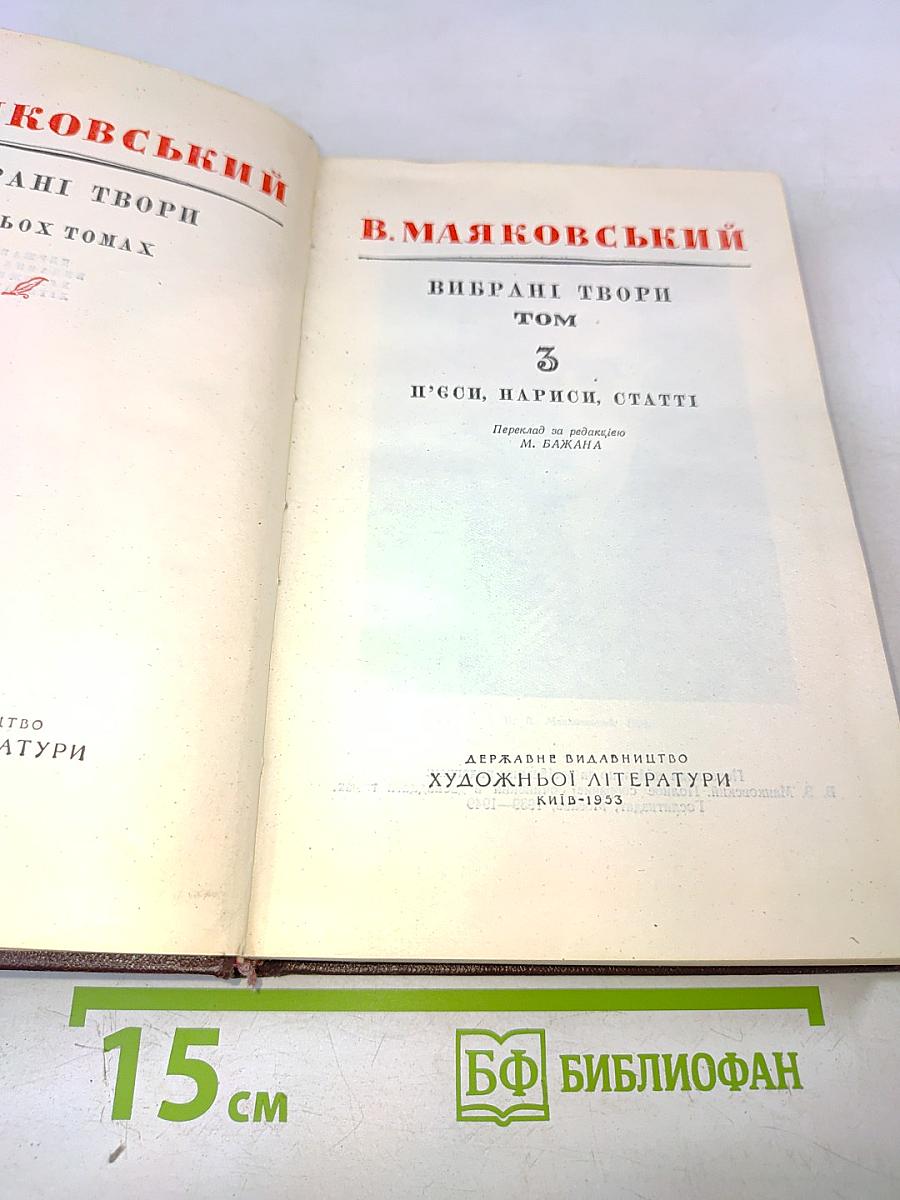 КОВСЬКИЙ
РАНІ ТВОРИ
ЬОХ ТОМАХ
ЦТВО
АТУРИ
В. МАЯКОВСЬКИЙ
ВИБРАНІ ТВОРИ
ТОМ
3
П'ЄСИ, НАРИСИ, СТАТТІ
Переклад за редакцією
М. БАЖАНА
ДЕРЖАВНЕ ВИДАВНИЦТВО
ХУДОЖНЬОЇ ЛІТЕРАТУРИ
КИЇВ-1953
15 см
БФ БИБЛИОФАН